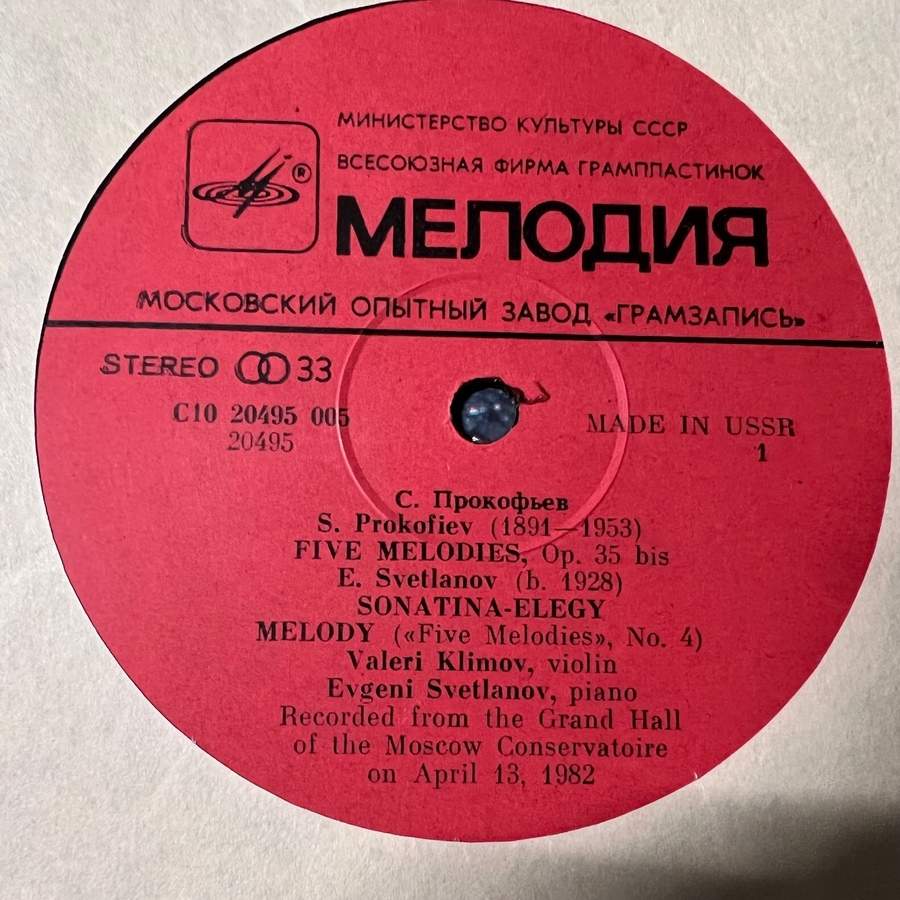 МИНИСТЕРСТВО КУЛЬТУРЫ СССР
ВСЕСОЮЗНАЯ ФИРМА ГРАМПЛАСТИНОК
®
МЕЛОДИЯ
МОСКОВСКИЙ ОПЫТНЫЙ ЗАВОД «ГРАМЗАПИСЬ»
STEREO 33
С10 20495 005
20495
MADE IN USSR
1
С. Прокофьев
S. Prokofiev (1891—1953)
FIVE MELODIES, Op. 35 bis
E. Svetlanov (b. 1928)
SONATINA-ELEGY
MELODY («Five Melodies», No. 4)
Valeri Klimov, violin
Evgeni Svetlanov, piano
Recorded from the Grand Hall
of the Moscow Conservatoire
on April 13, 1982